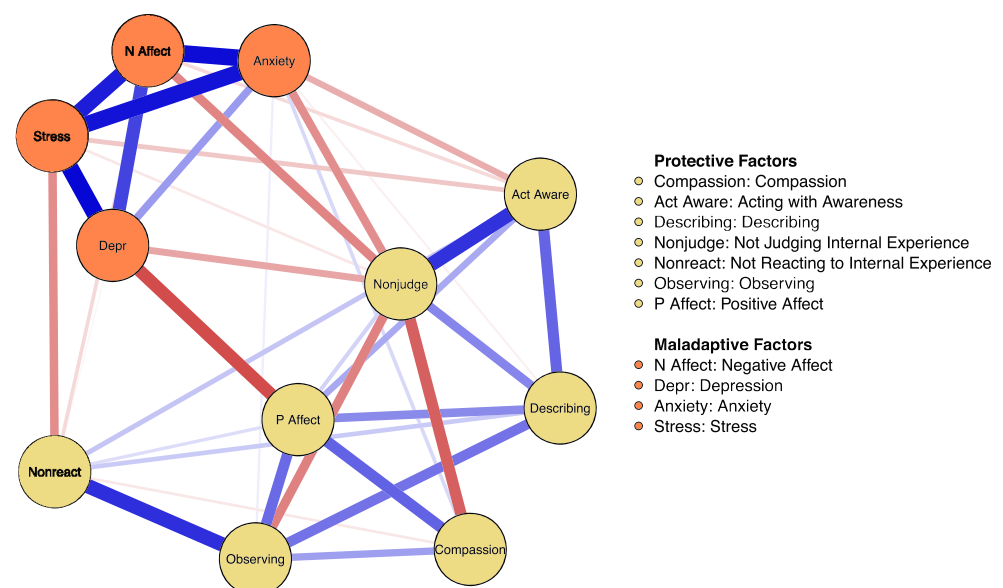 N Affect
Anxiety
Stress
Act Aware
Depr
Nonjudge
Describing
P Affect
Nonreact
Observing
Compassion
Protective Factors
Compassion: Compassion
Act Aware: Acting with Awareness
Describing: Describing
Nonjudge: Not Judging Internal Experience
Nonreact: Not Reacting to Internal Experience
Observing: Observing
P Affect: Positive Affect
Maladaptive Factors
N Affect: Negative Affect
Depr: Depression
Anxiety: Anxiety
Stress: Stress